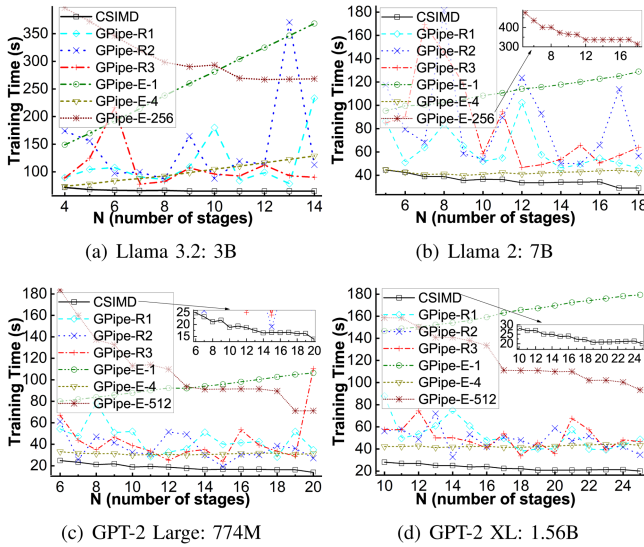 CSIMD
GPipe-R1
GPipe-R2
GPipe-R3
GPipe-E-1
GPipe-E-4
GPipe-E-256
Training Time (s)
350
300
250
200
150
100
4 6 8 10 12 14
N (number of stages)
(a) Llama 3.2: 3B
CSIMD
GPipe-R1
GPipe-R2
GPipe-R3
GPipe-E-1
GPipe-E-4
GPipe-E-256
Training Time (s)
180
160
140
120
100
80
60
40
400
300
8 12 16
6 8 10 12 14 16 18
N (number of stages)
(b) Llama 2: 7B
CSIMD
GPipe-R1
GPipe-R2
GPipe-R3
GPipe-E-1
GPipe-E-4
GPipe-E-512
Training Time (s)
180
160
140
120
100
80
60
40
20
25
20
15
6 8 10 12 14 16 18 20
6 8 10 12 14 16 18 20
N (number of stages)
(c) GPT-2 Large: 774M
CSIMD
GPipe-R1
GPipe-R2
GPipe-R3
GPipe-E-1
GPipe-E-4
GPipe-E-512
Training Time (s)
180
160
140
120
100
80
60
40
20
30
25
20
10 12 14 16 18 20 22 24
10 12 14 16 18 20 22 24
N (number of stages)
(d) GPT-2 XL: 1.56B